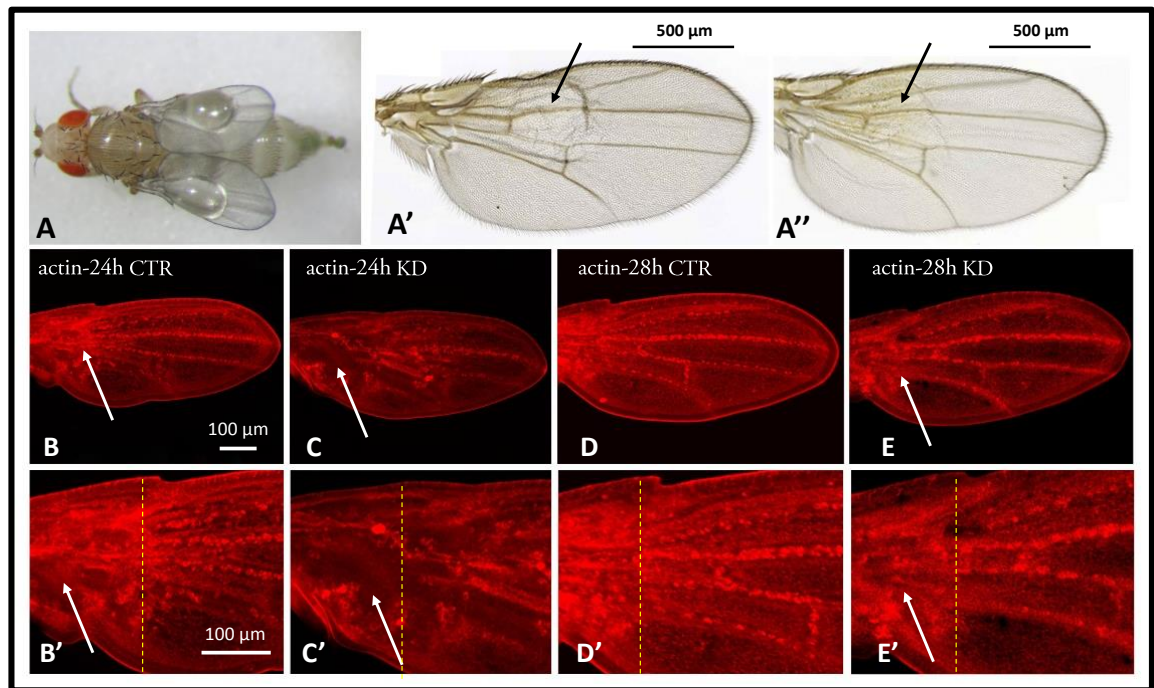 500 µm
500 µm
A
A'
A''
actin-24h CTR
actin-24h KD
actin-28h CTR
actin-28h KD
100 µm
B
C
D
E
100 µm
B'
C'
D'
E'